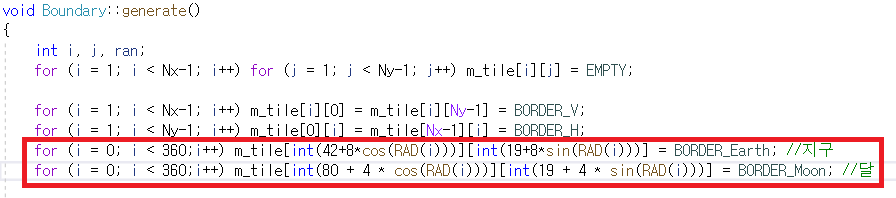 void Boundary::generate()
{
int i, j, ran;
for (i = 1; i < Nx-1; i++) for (j = 1; j < Ny-1; j++) m_tile[i][j] = EMPTY;
for (i = 1; i < Nx-1; i++) m_tile[i][0] = m_tile[i][Ny-1] = BORDER_V;
for (i = 1; i < Ny-1; i++) m_tile[0][i] = m_tile[Nx-1][i] = BORDER_H;
for (i = 0; i < 360;i++) m_tile[int(42+8*cos(RAD(i)))][int(19+8*sin(RAD(i)))] = BORDER_Earth; //지구
for (i = 0; i < 360;i++) m_tile[int(80 + 4 * cos(RAD(i)))][int(19 + 4 * sin(RAD(i)))] = BORDER_Moon; //달